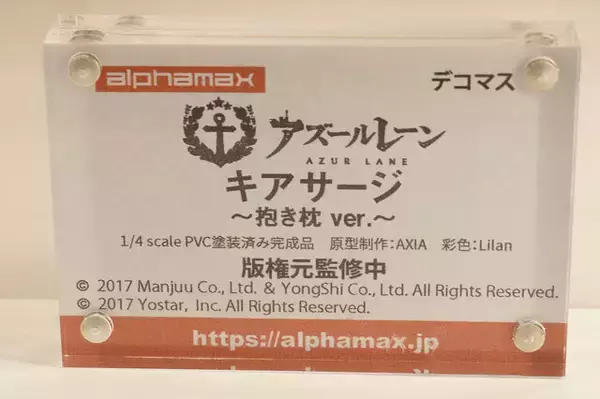 alphamax デコマス
アズールレーン
AZUR LANE
キアサージ
～抱き枕 ver.～
1/4 scale PVC塗装済み完成品 原型制作：AXIA 彩色：Lilan
版権元監修中
© 2017 Manjuu Co., Ltd. & YongShi Co., Ltd. All Rights Reserved.
© 2017 Yostar, Inc. All Rights Reserved.
https://alphamax.jp